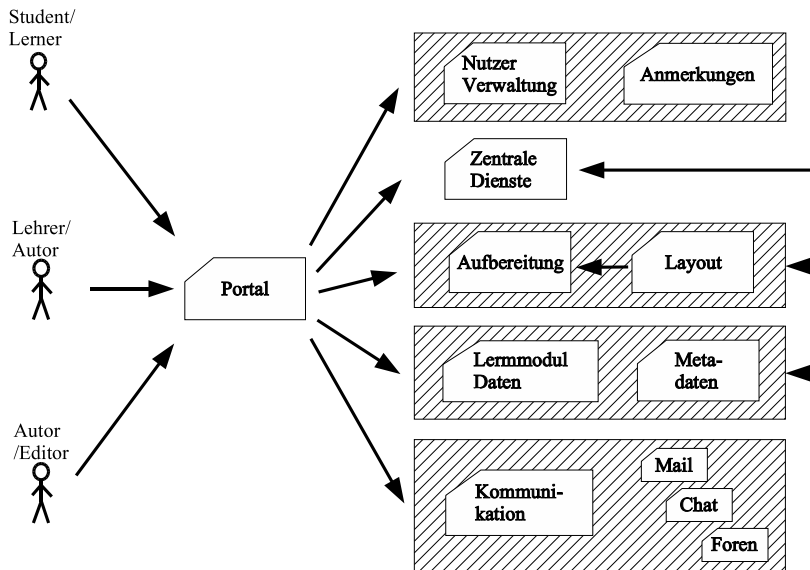 Student/
Lerner
Lehrer/
Autor
Autor
/Editor
Portal
Nutzer
Verwaltung
Anmerkungen
Zentrale
Dienste
Aufbereitung
Layout
Lermmodul
Daten
Meta-
daten
Kommuni-
kation
Mail
Chat
Foren